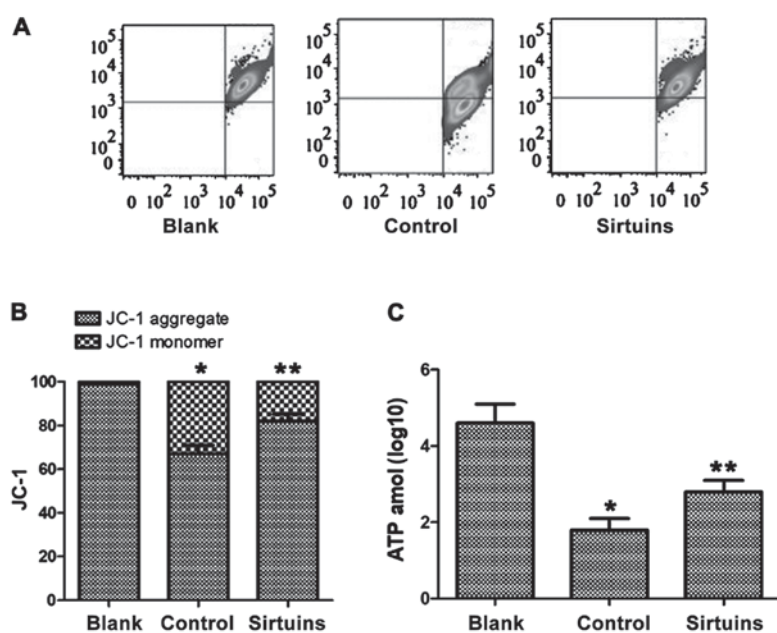 A
10^5
10^4
10^3
10^2
0
0 10^2 10^3 10^4 10^5
Blank
10^5
10^4
10^3
10^2
0
0 10^2 10^3 10^4 10^5
Control
10^5
10^4
10^3
10^2
0
0 10^2 10^3 10^4 10^5
Sirtuins
B
JC-1 aggregate
JC-1 monomer
* **
100
80
60
40
20
0
JC-1
Blank Control Sirtuins
C
6
4
2
0
ATP amol (log10)
**
*
Blank Control Sirtuins